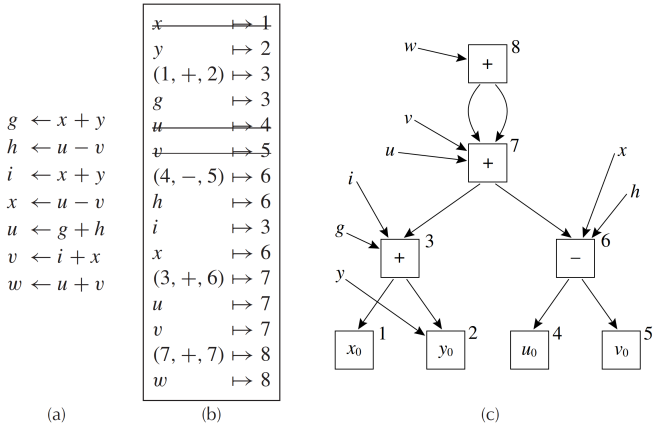 g ← x + y
h ← u − v
i ← x + y
x ← u − v
u ← g + h
v ← i + x
w ← u + v
(a)
x ↦ 1
y ↦ 2
(1, +, 2) ↦ 3
g ↦ 3
u ↦ 4
v ↦ 5
(4, −, 5) ↦ 6
h ↦ 6
i ↦ 3
x ↦ 6
(3, +, 6) ↦ 7
u ↦ 7
v ↦ 7
(7, +, 7) ↦ 8
w ↦ 8
(b)
w + 8
v
u + 7
i
x
h
g + 3
− 6
y
x₀ 1
y₀ 2
u₀ 4
v₀ 5
(c)